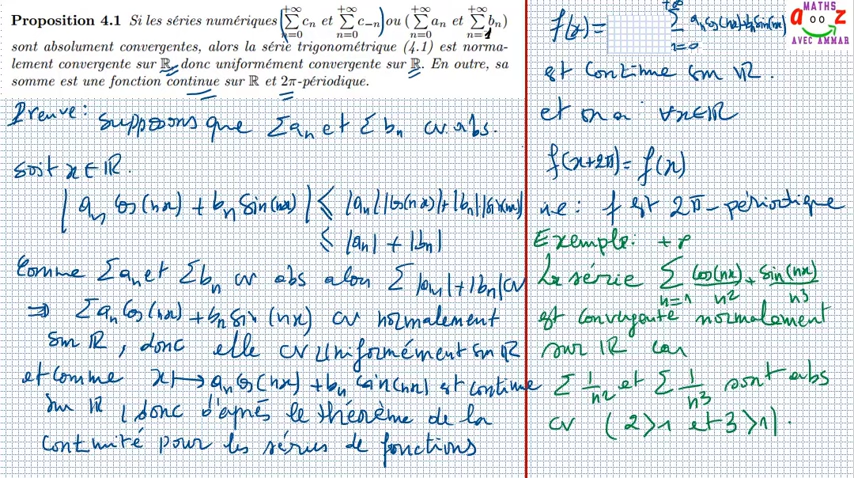 Proposition 4.1 Si les séries numériques (∑_{n=0}^{+∞} c_n et ∑_{n=0}^{+∞} c_{-n}) ou (∑_{n=0}^{+∞} a_n et ∑_{n=1}^{+∞} b_n)
sont absolument convergentes, alors la série trigonométrique (4.1) est norma-
lement convergente sur ℝ, donc uniformément convergente sur ℝ. En outre, sa
somme est une fonction continue sur ℝ et 2π-périodique.
Preuve: supposons que ∑a_n et ∑b_n cv abs.
soit x ∈ ℝ.
|a_n cos(nx) + b_n sin(nx)| ≤ |a_n||cos(nx)| + |b_n||sin(nx)|
≤ |a_n| + |b_n|
Comme ∑a_n et ∑b_n cv abs alors ∑|a_n|+|b_n| cv
⇒ ∑a_n cos(nx) + b_n sin(nx) cv normalement
sur ℝ, donc elle cv Uniformément sur ℝ
et comme x ↦ a_n cos(nx) + b_n sin(nx) est continue
sur ℝ, donc d'après le théorème de la
continuité pour les séries de fonctions
f(x) = ∑_{n=0}^{+∞} a_n cos(nx) + b_n sin(nx)
est continue sur ℝ.
et on a ∀x∈ℝ
f(x+2π) = f(x)
i.e : f est 2π-périodique
Exemple:
La série ∑_{n=1}^{+∞} cos(nx)/n² + sin(nx)/n³
est convergente normalement
sur ℝ car
∑ 1/n² et ∑ 1/n³ sont abs
cv (2>1 et 3>1).
MATHS
a oo z
AVEC AMMAR